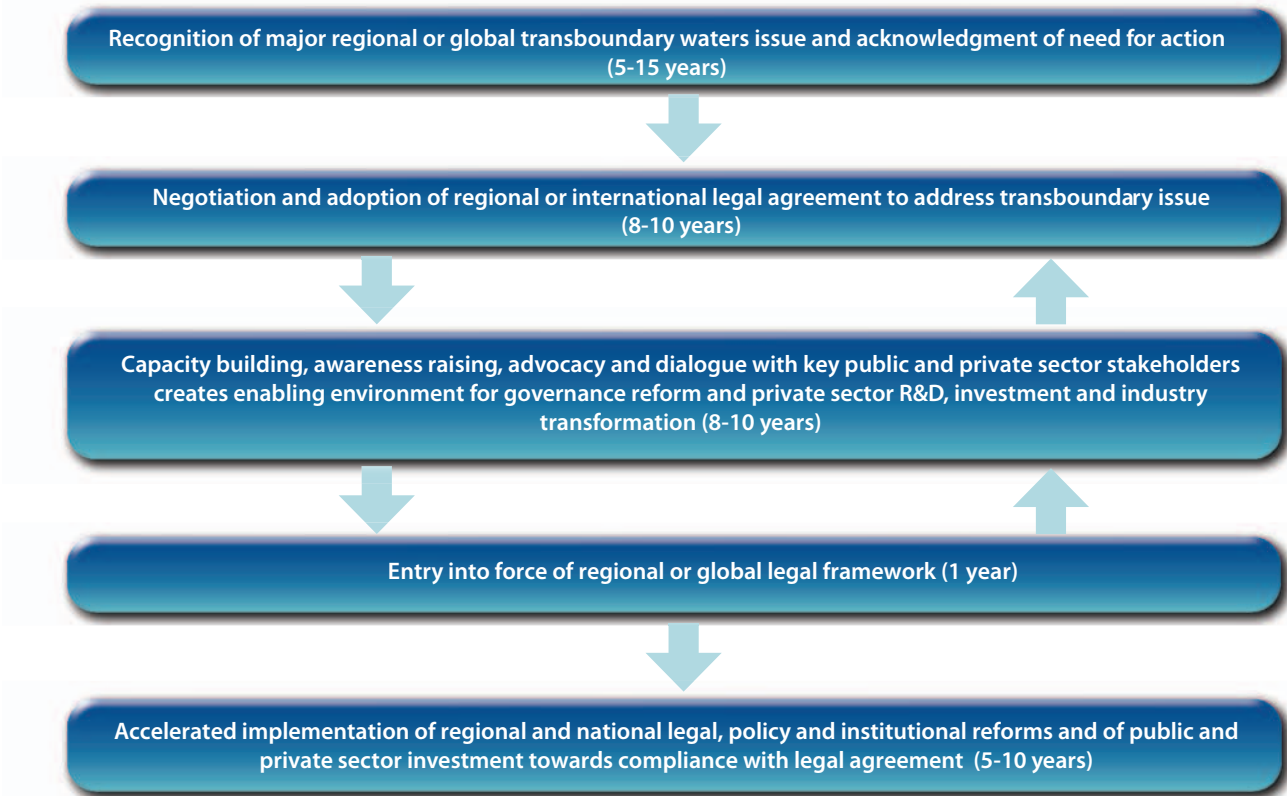 Recognition of major regional or global transboundary waters issue and acknowledgment of need for action
(5-15 years)
Negotiation and adoption of regional or international legal agreement to address transboundary issue
(8-10 years)
Capacity building, awareness raising, advocacy and dialogue with key public and private sector stakeholders
creates enabling environment for governance reform and private sector R&D, investment and industry
transformation (8-10 years)
Entry into force of regional or global legal framework (1 year)
Accelerated implementation of regional and national legal, policy and institutional reforms and of public and
private sector investment towards compliance with legal agreement (5-10 years)